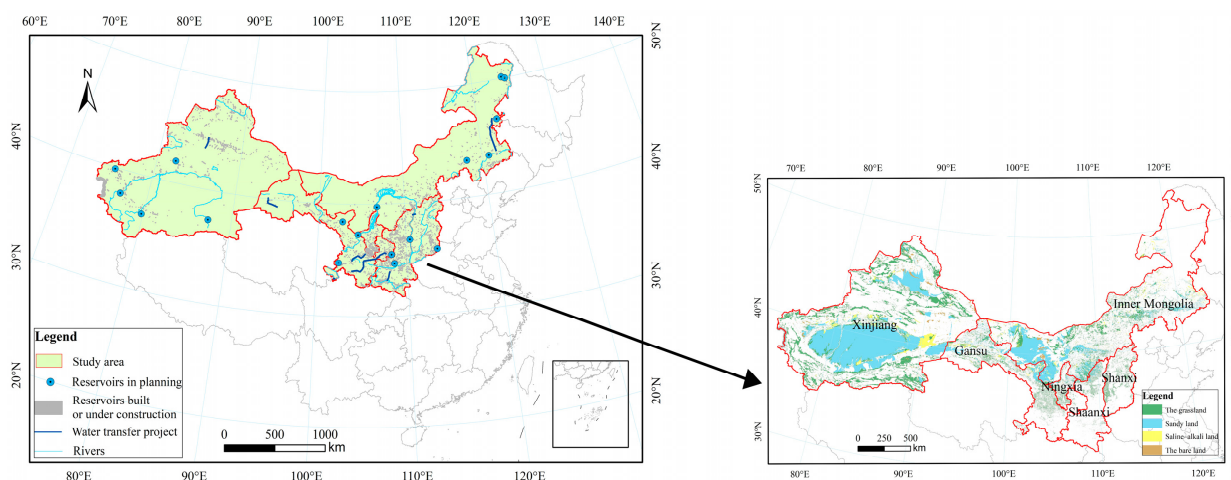 60°E 70°E 80°E 90°E 100°E 110°E 120°E 130°E 140°E
50°N
40°N
30°N
20°N
N
40°N
30°N
20°N
Legend
Study area
Reservoirs in planning
Reservoirs built
or under construction
Water transfer project
Rivers
0 500 1000
km
80°E 90°E 100°E 110°E 120°E
70°E 80°E 90°E 100°E 110°E 120°E
50°N
40°N
30°N
50°N
40°N
30°N
Inner Mongolia
Xinjiang
Gansu
Ningxia
Shanxi
Shaanxi
Legend
The grassland
Sandy land
Saline-alkali land
The bare land
0 250 500
km
80°E 90°E 100°E 110°E 120°E